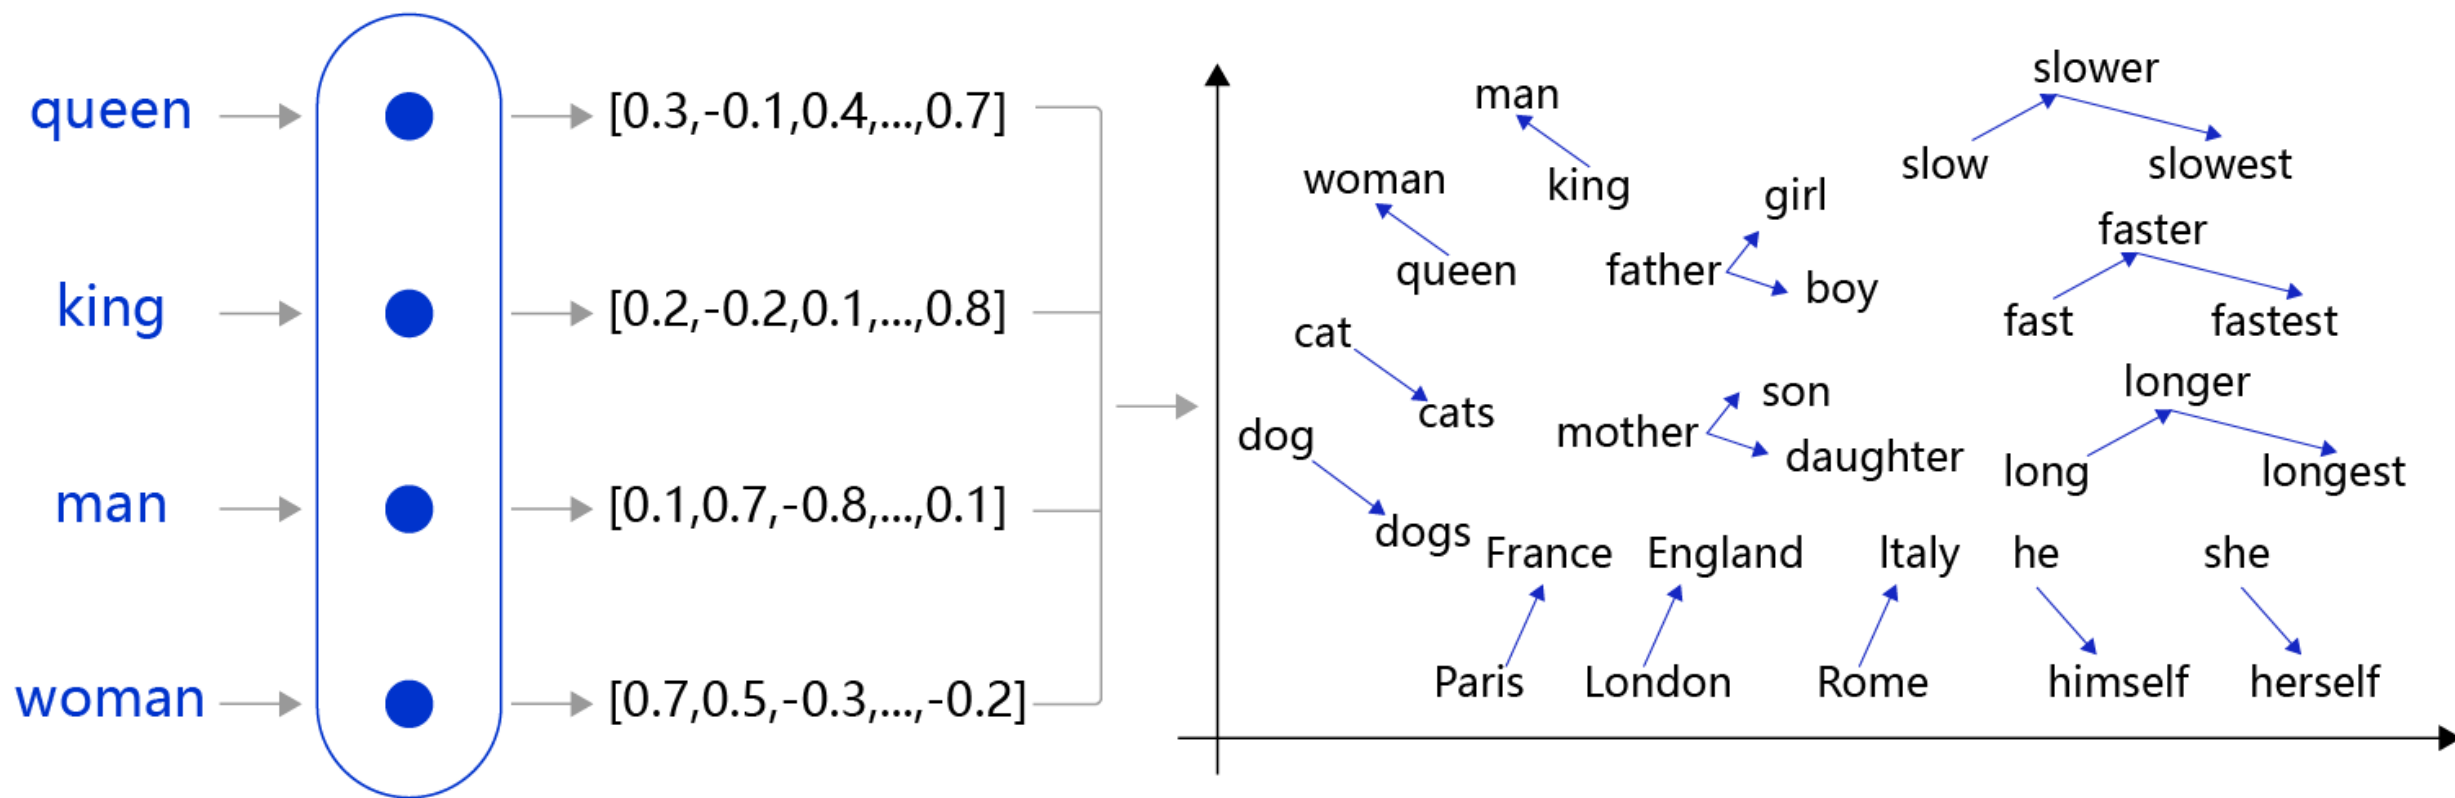 queen
[0.3,-0.1,0.4,...,0.7]
king
[0.2,-0.2,0.1,...,0.8]
man
[0.1,0.7,-0.8,...,0.1]
woman
[0.7,0.5,-0.3,...,-0.2]
man
king
woman
queen
girl
father
boy
slower
slow
slowest
faster
fast
fastest
cat
cats
dog
dogs
son
mother
daughter
longer
long
longest
France
England
Italy
he
she
Paris
London
Rome
himself
herself